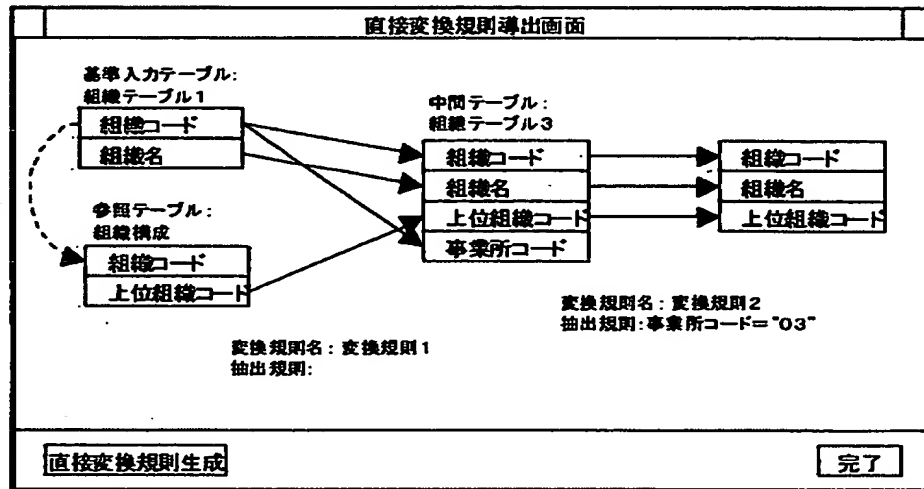 直接変換規則導出画面
基準入力テーブル:
組織テーブル1
組織コード
組織名
参照テーブル:
組織構成
組織コード
上位組織コード
変換規則名:変換規則1
抽出規則:
中間テーブル:
組織テーブル3
組織コード
組織名
上位組織コード
事業所コード
組織コード
組織名
上位組織コード
変換規則名:変換規則2
抽出規則:事業所コード="03"
直接変換規則生成
完了